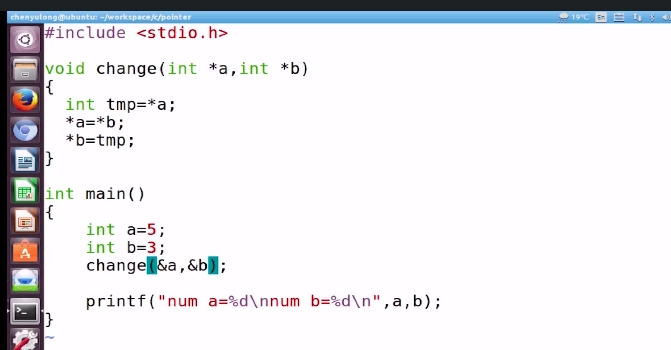 chenyulong@ubuntu: ~/workspace/c/pointer
19°C
En
#include <stdio.h>
void change(int *a,int *b)
{
int tmp=*a;
*a=*b;
*b=tmp;
}
int main()
{
int a=5;
int b=3;
change(&a,&b);
printf("num a=%d\nnum b=%d\n",a,b);
}
~